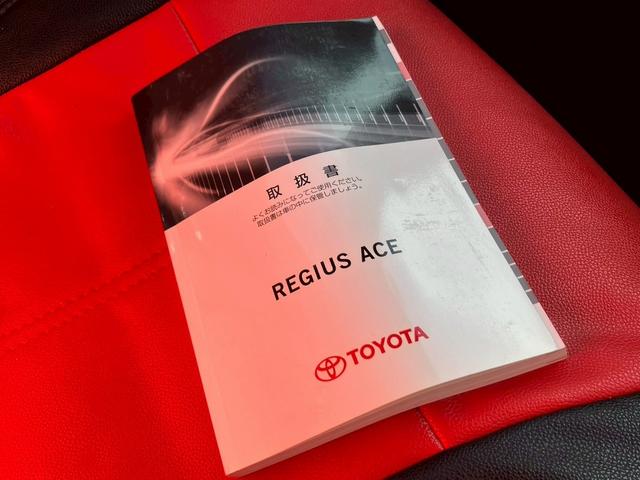 取扱書
よくお読みになってご使用ください。
取扱書は車の中に保管しましょう。
REGIUS ACE
TOYOTA